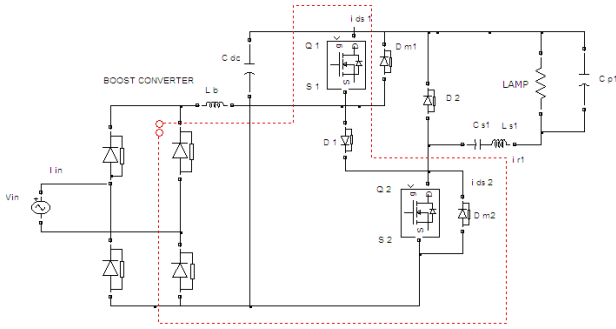 i ds 1
Q 1
g
D
D m1
C dc
S 1
S
BOOST CONVERTER
L b
D 2
LAMP
C p1
C s1
L s1
D 1
i r1
I in
Q 2
i ds 2
g
D
Vin
+
D m2
S 2
S